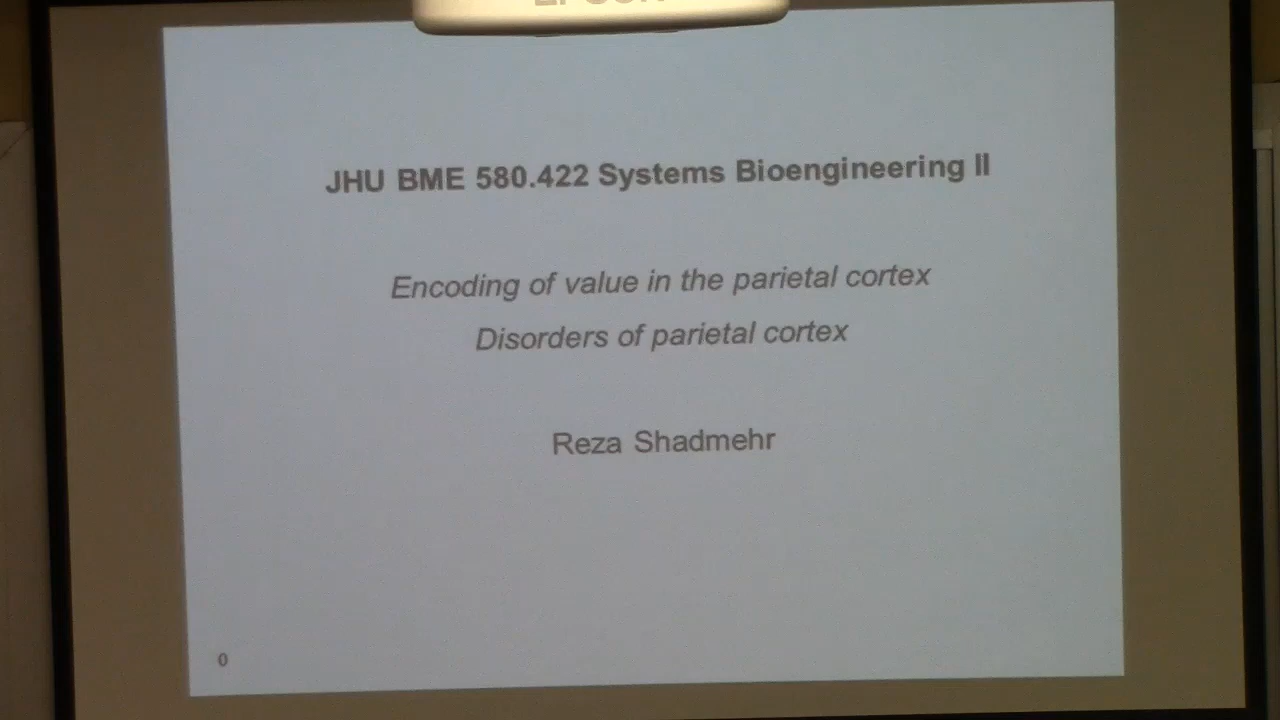 JHU BME 580.422 Systems Bioengineering II
Encoding of value in the parietal cortex
Disorders of parietal cortex
Reza Shadmehr
0